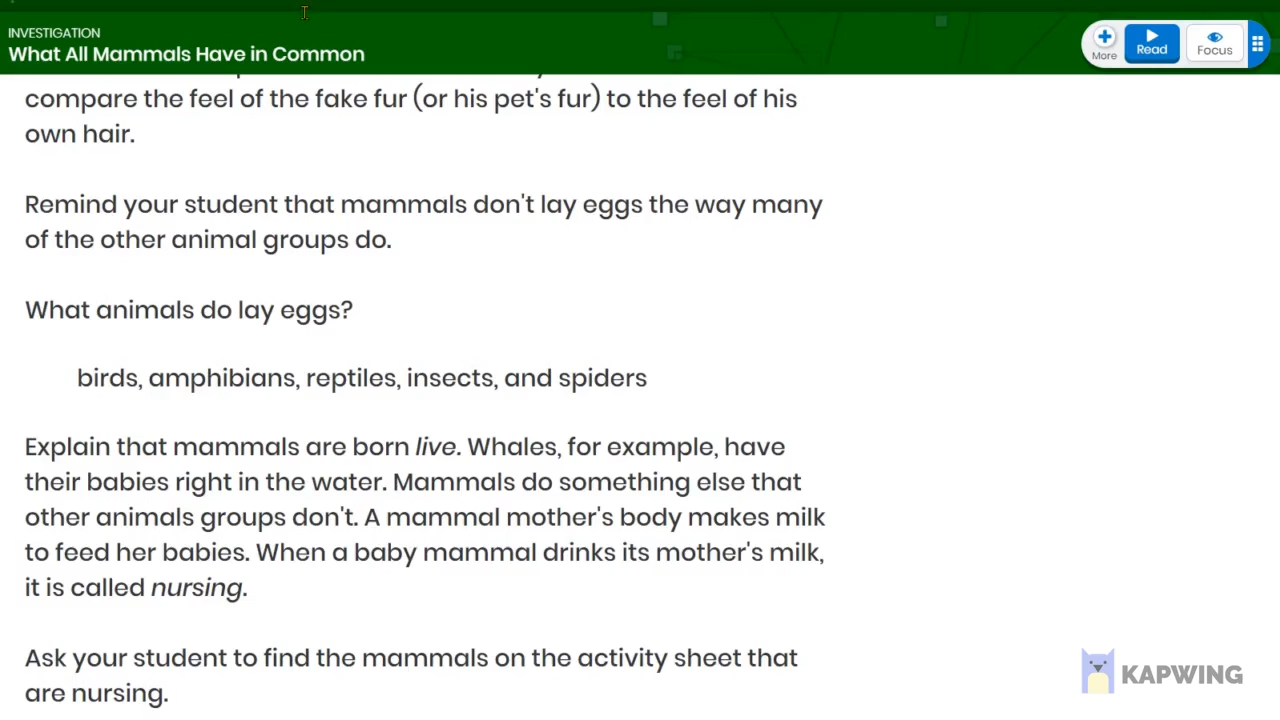 INVESTIGATION
What All Mammals Have in Common
More
Read
Focus
compare the feel of the fake fur (or his pet's fur) to the feel of his
own hair.
Remind your student that mammals don't lay eggs the way many
of the other animal groups do.
What animals do lay eggs?
birds, amphibians, reptiles, insects, and spiders
Explain that mammals are born live. Whales, for example, have
their babies right in the water. Mammals do something else that
other animals groups don't. A mammal mother's body makes milk
to feed her babies. When a baby mammal drinks its mother's milk,
it is called nursing.
Ask your student to find the mammals on the activity sheet that
are nursing.
KAPWING